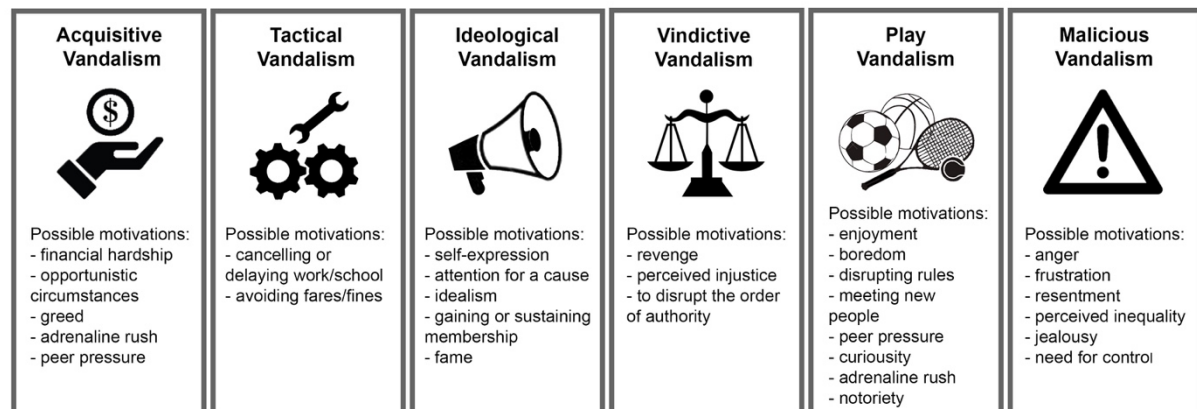 Acquisitive
Vandalism
$
Possible motivations:
- financial hardship
- opportunistic
circumstances
- greed
- adrenaline rush
- peer pressure
Tactical
Vandalism
Possible motivations:
- cancelling or
delaying work/school
- avoiding fares/fines
Ideological
Vandalism
Possible motivations:
- self-expression
- attention for a cause
- idealism
- gaining or sustaining
membership
- fame
Vindictive
Vandalism
Possible motivations:
- revenge
- perceived injustice
- to disrupt the order
of authority
Play
Vandalism
Possible motivations:
- enjoyment
- boredom
- disrupting rules
- meeting new
people
- peer pressure
- curiousity
- adrenaline rush
- notoriety
Malicious
Vandalism
!
Possible motivations:
- anger
- frustration
- resentment
- perceived inequality
- jealousy
- need for control